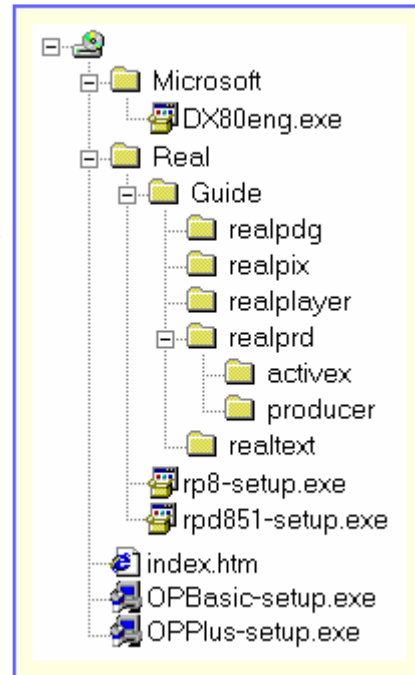 Microsoft
DX80eng.exe
Real
Guide
realpdg
realpix
realplayer
realprd
activex
producer
realtext
rp8-setup.exe
rpd851-setup.exe
index.htm
OPBasic-setup.exe
OPPlus-setup.exe